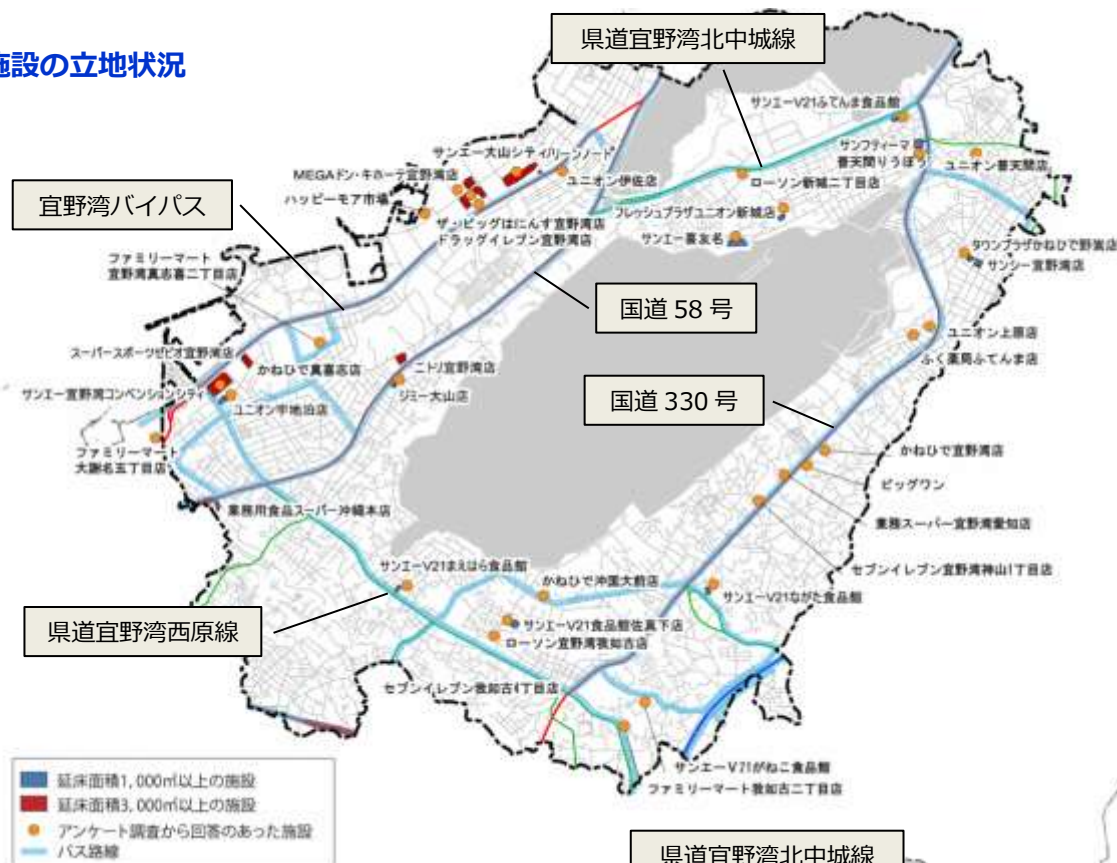 施設の立地状況
県道宜野湾北中城線
サンエーV21ふてんま食品館
サンフティーマ
普天間りうぼう
ユニオン普天間店
サンエー大山シティ/リーンノード
MEGAドン・キホーテ宜野湾店
ユニオン伊佐店
ローソン新城二丁目店
ハッピーモア市場
宜野湾バイパス
ザ・ビッグはにんす宜野湾店
ドラッグイレブン宜野湾店
フレッシュプラザユニオン新城店
サンエー喜友名
タウンプラザかねひで野嵩店
サンシー宜野湾店
ファミリーマート
宜野湾真志喜二丁目店
国道 58 号
ユニオン上原店
ふく薬局ふてんま店
スーパースポーツゼビオ宜野湾店
かねひで真喜志店
ニトリ宜野湾店
サンエー宜野湾コンベンションシティ
ユニオン宇地泊店
ジミー大山店
国道 330 号
ファミリーマート
大謝名五丁目店
かねひで宜野湾店
ビッグワン
業務用食品スーパー沖縄本店
業務スーパー宜野湾愛知店
サンエーV21まえはら食品館
かねひで沖国大前店
セブンイレブン宜野湾神山1丁目店
サンエーV21ながた食品館
県道宜野湾西原線
サンエーV21食品館佐真下店
ローソン宜野湾我如古店
セブンイレブン我如古4丁目店
サンエーV21がねこ食品館
ファミリーマート我如古二丁目店
延床面積1,000㎡以上の施設
延床面積3,000㎡以上の施設
アンケート調査から回答のあった施設
バス路線
県道宜野湾北中城線